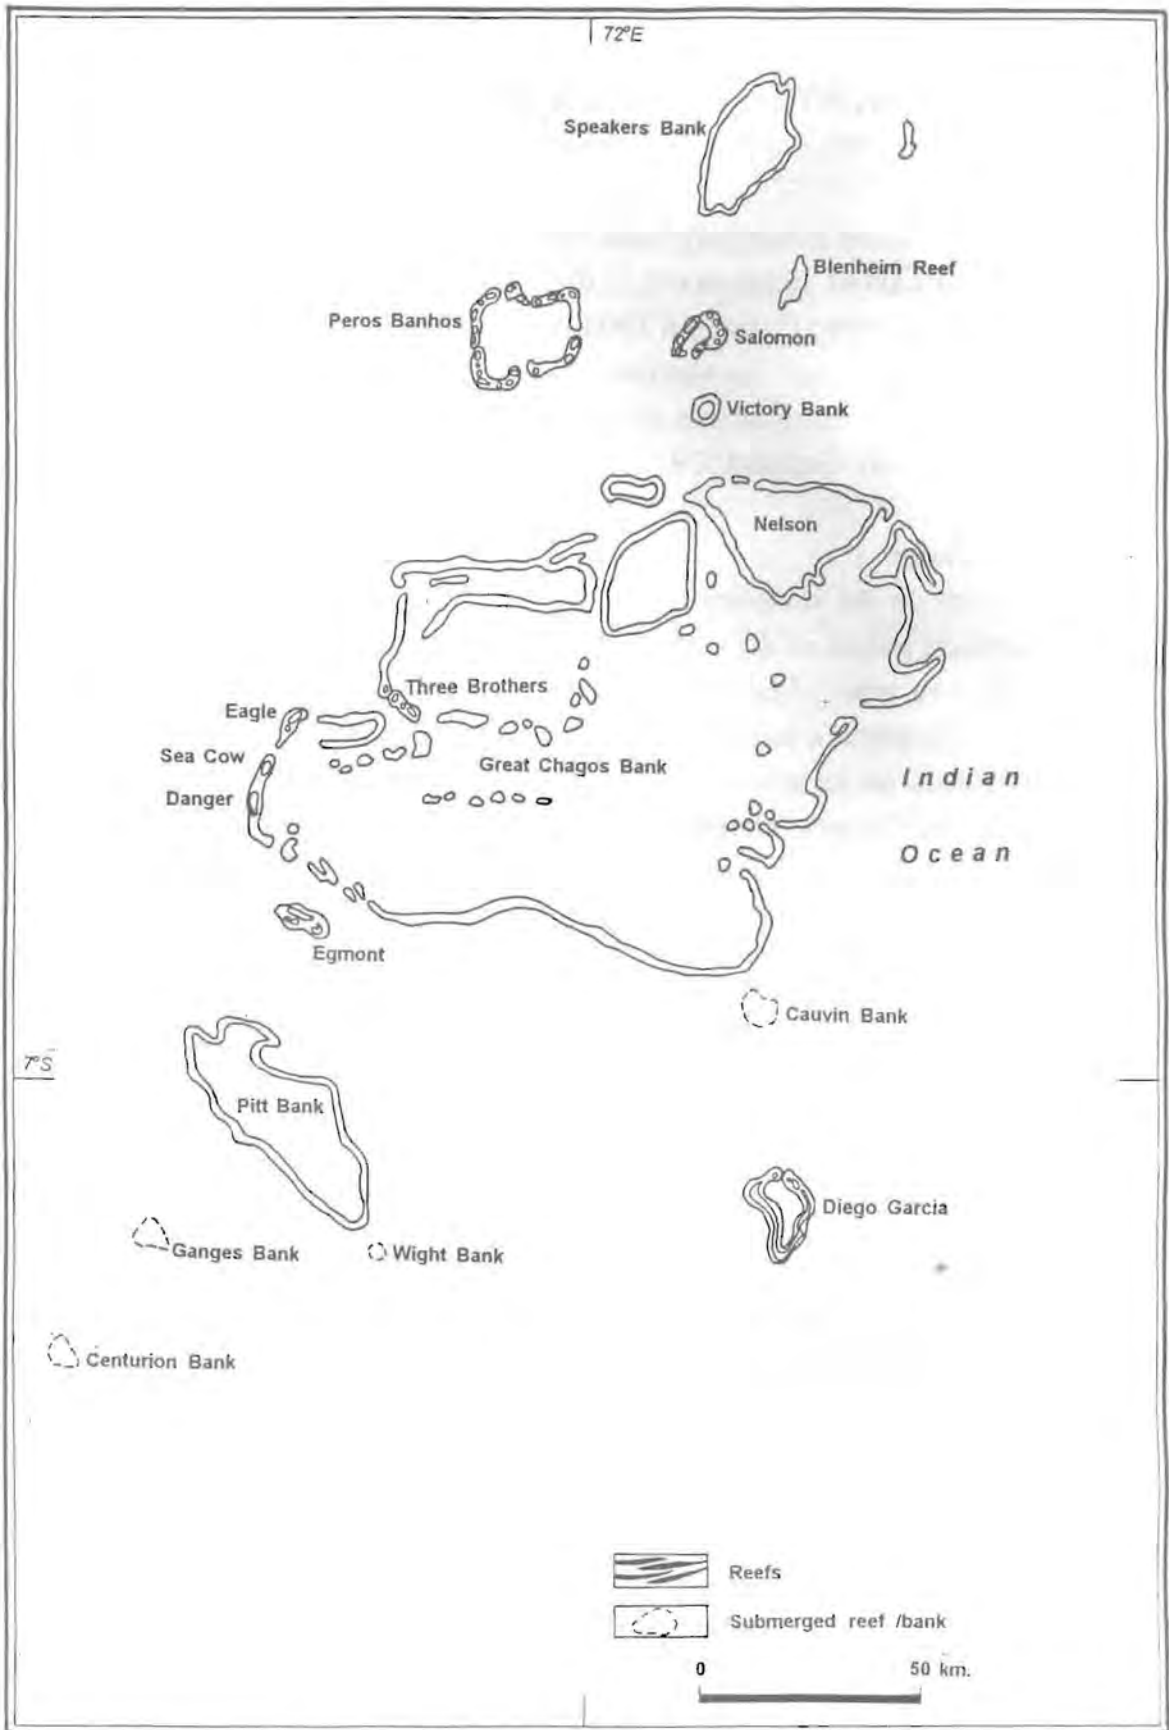 72°E
Speakers Bank
Blenheim Reef
Peros Banhos
Salomon
Victory Bank
Nelson
Three Brothers
Eagle
Sea Cow
Great Chagos Bank
Indian
Danger
Ocean
Egmont
Cauvin Bank
7°S
Pitt Bank
Diego Garcia
Ganges Bank
Wight Bank
Centurion Bank
Reefs
Submerged reef /bank
0 50 km.